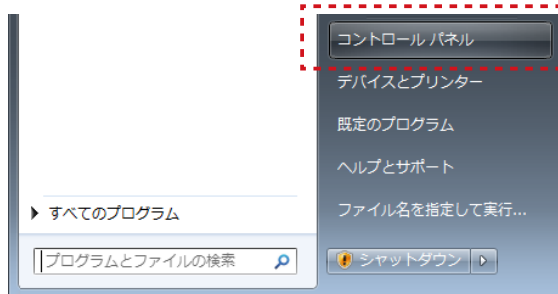 コントロール パネル
デバイスとプリンター
既定のプログラム
ヘルプとサポート
すべてのプログラム
ファイル名を指定して実行...
プログラムとファイルの検索
シャットダウン